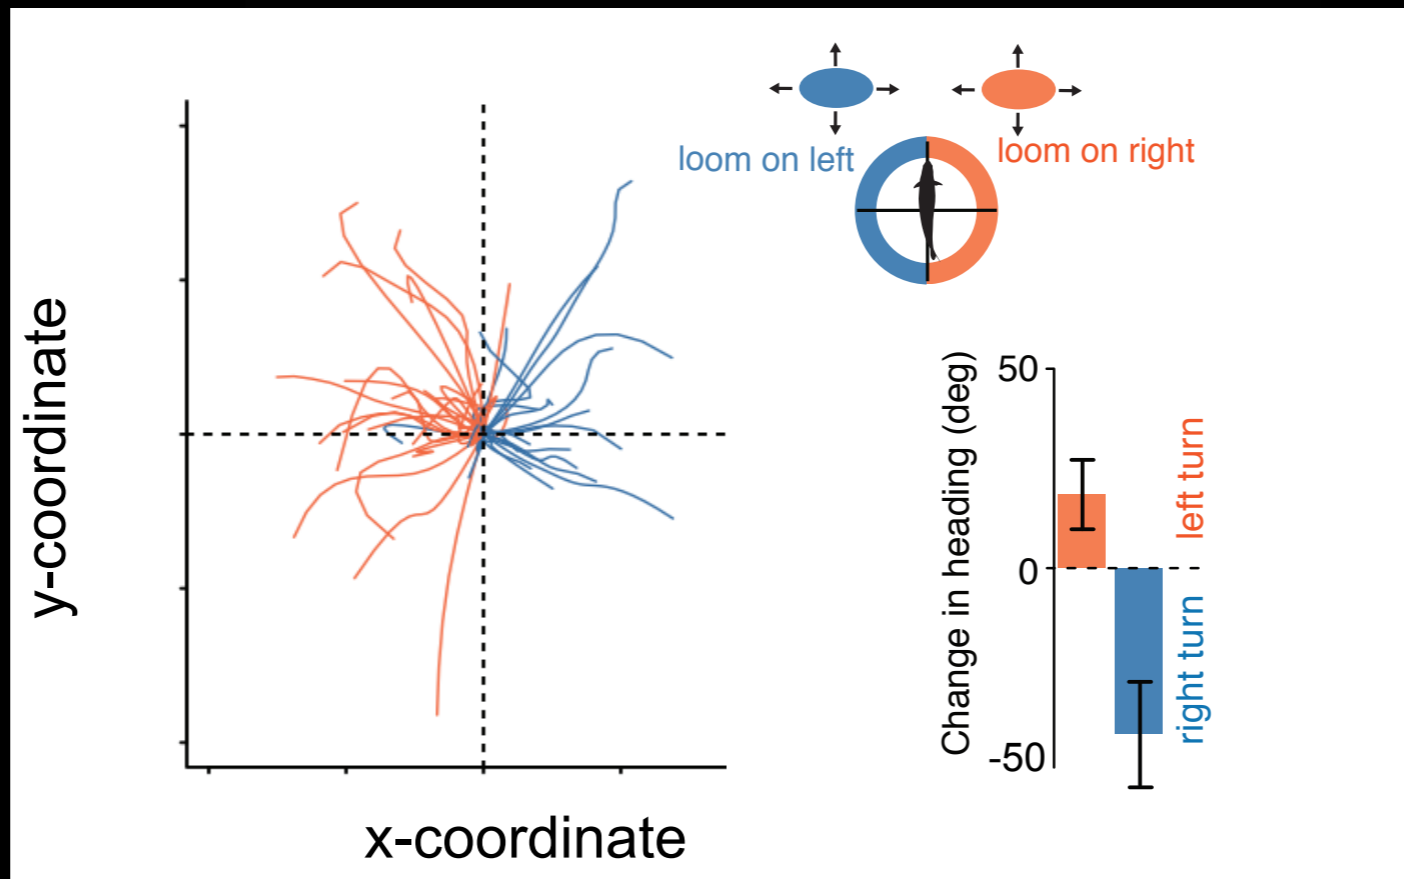 loom on left
loom on right
y-coordinate
x-coordinate
Change in heading (deg)
50
0
-50
left turn
right turn